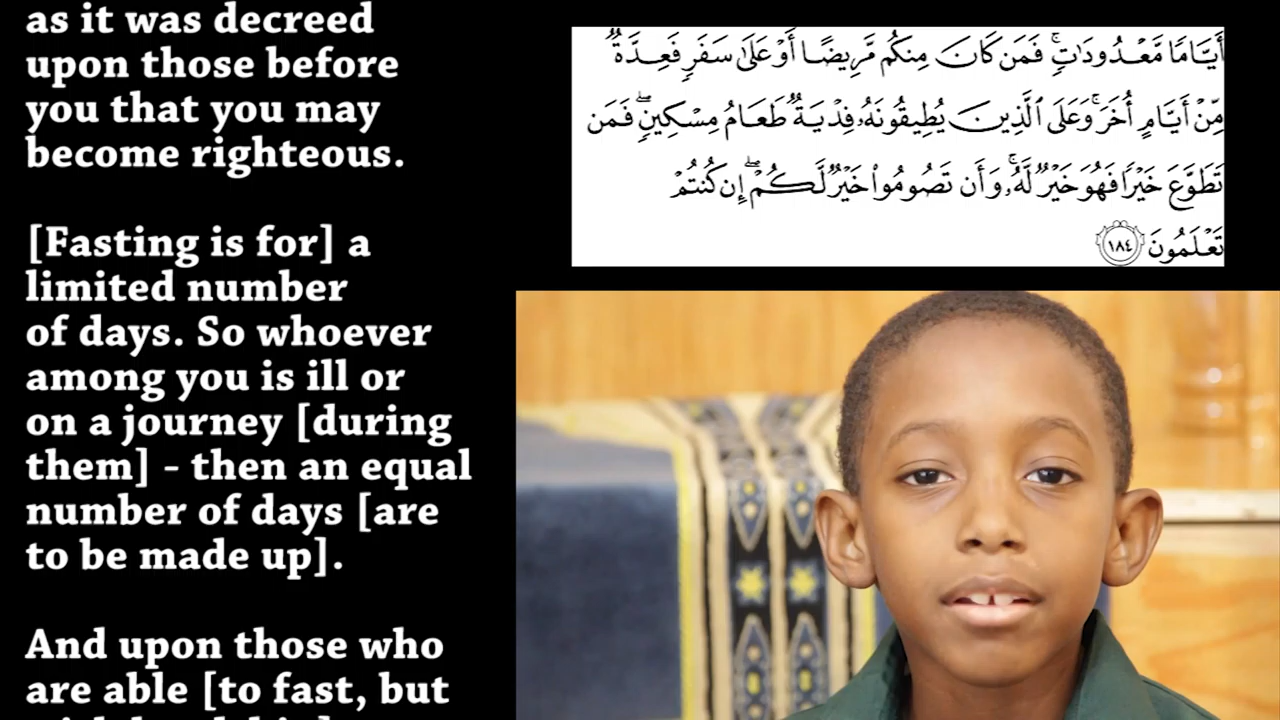 as it was decreed
upon those before
you that you may
become righteous.
[Fasting is for] a
limited number
of days. So whoever
among you is ill or
on a journey [during
them] - then an equal
number of days [are
to be made up].
And upon those who
are able [to fast, but
أَيَّامًا مَّعْدُودَاتٍ ۚ فَمَن كَانَ مِنكُم مَّرِيضًا أَوْ عَلَىٰ سَفَرٍ فَعِدَّةٌ
مِّنْ أَيَّامٍ أُخَرَ ۚ وَعَلَى الَّذِينَ يُطِيقُونَهُ فِدْيَةٌ طَعَامُ مِسْكِينٍ ۖ فَمَن
تَطَوَّعَ خَيْرًا فَهُوَ خَيْرٌ لَّهُ ۚ وَأَن تَصُومُوا خَيْرٌ لَّكُمْ ۖ إِن كُنتُمْ
تَعْلَمُونَ ١٨٤